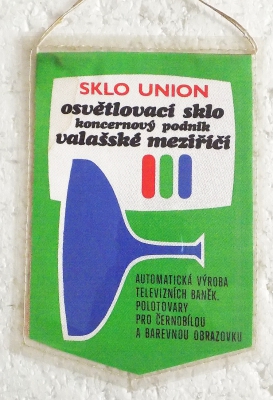 SKLO UNION
osvětlovací sklo
koncernový podnik
valašské meziříčí
AUTOMATICKÁ VÝROBA
TELEVIZNÍCH BANĚK.
POLOTOVARY
PRO ČERNOBÍLOU
A BAREVNOU OBRAZOVKU